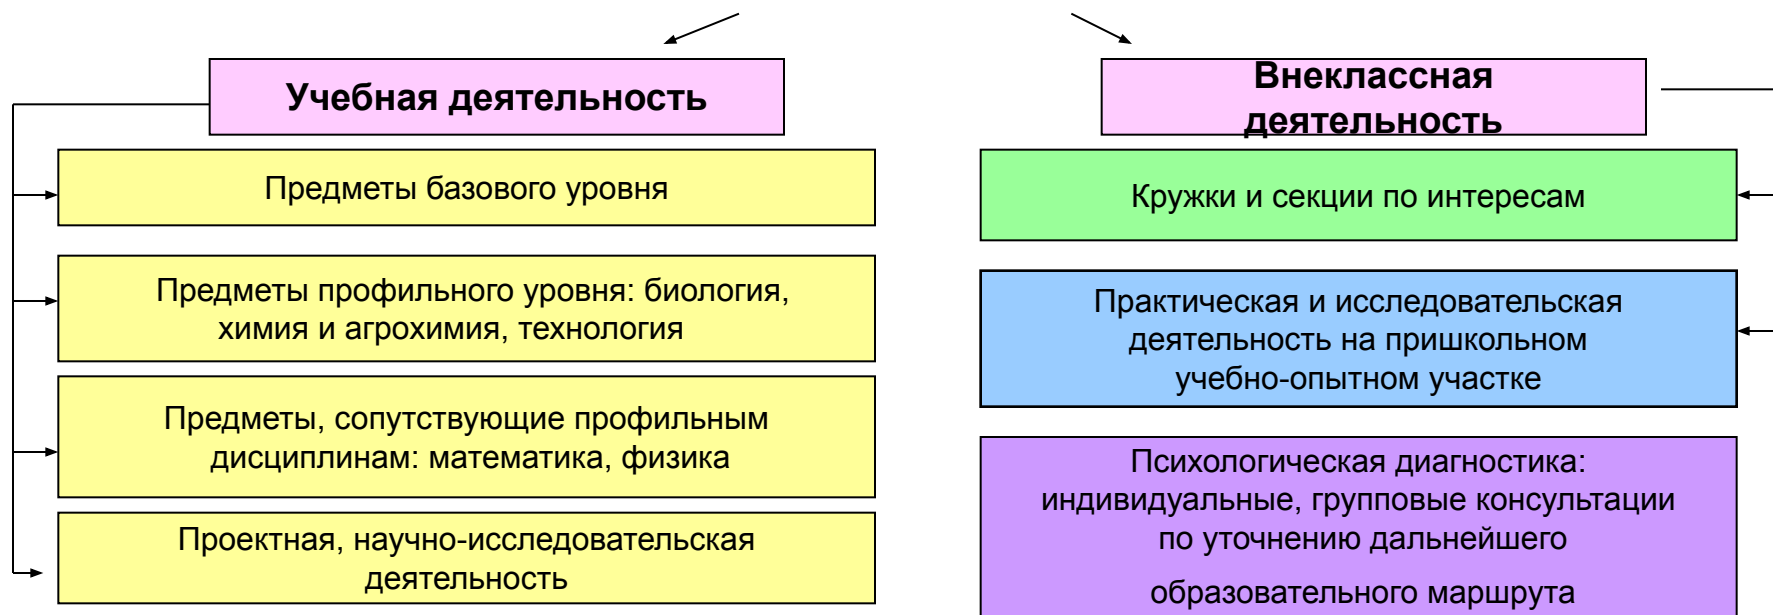 Учебная деятельность
Предметы базового уровня
Предметы профильного уровня: биология,
химия и агрохимия, технология
Предметы, сопутствующие профильным
дисциплинам: математика, физика
Проектная, научно-исследовательская
деятельность
Внеклассная
деятельность
Кружки и секции по интересам
Практическая и исследовательская
деятельность на пришкольном
учебно-опытном участке
Психологическая диагностика:
индивидуальные, групповые консультации
по уточнению дальнейшего
образовательного маршрута